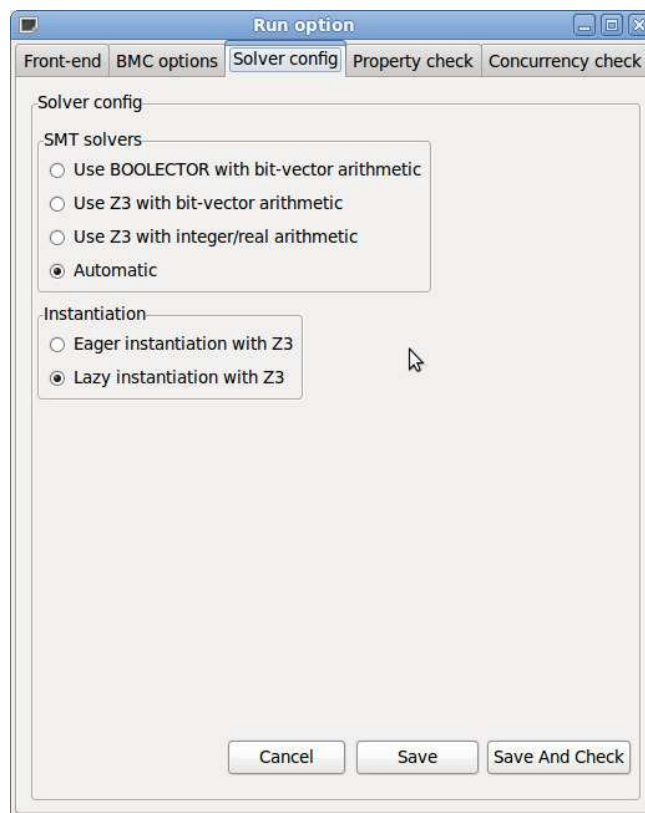 Run option
Front-end BMC options Solver config Property check Concurrency check
Solver config
SMT solvers
Use BOOLECTOR with bit-vector arithmetic
Use Z3 with bit-vector arithmetic
Use Z3 with integer/real arithmetic
Automatic
Instantiation
Eager instantiation with Z3
Lazy instantiation with Z3
Cancel Save Save And Check